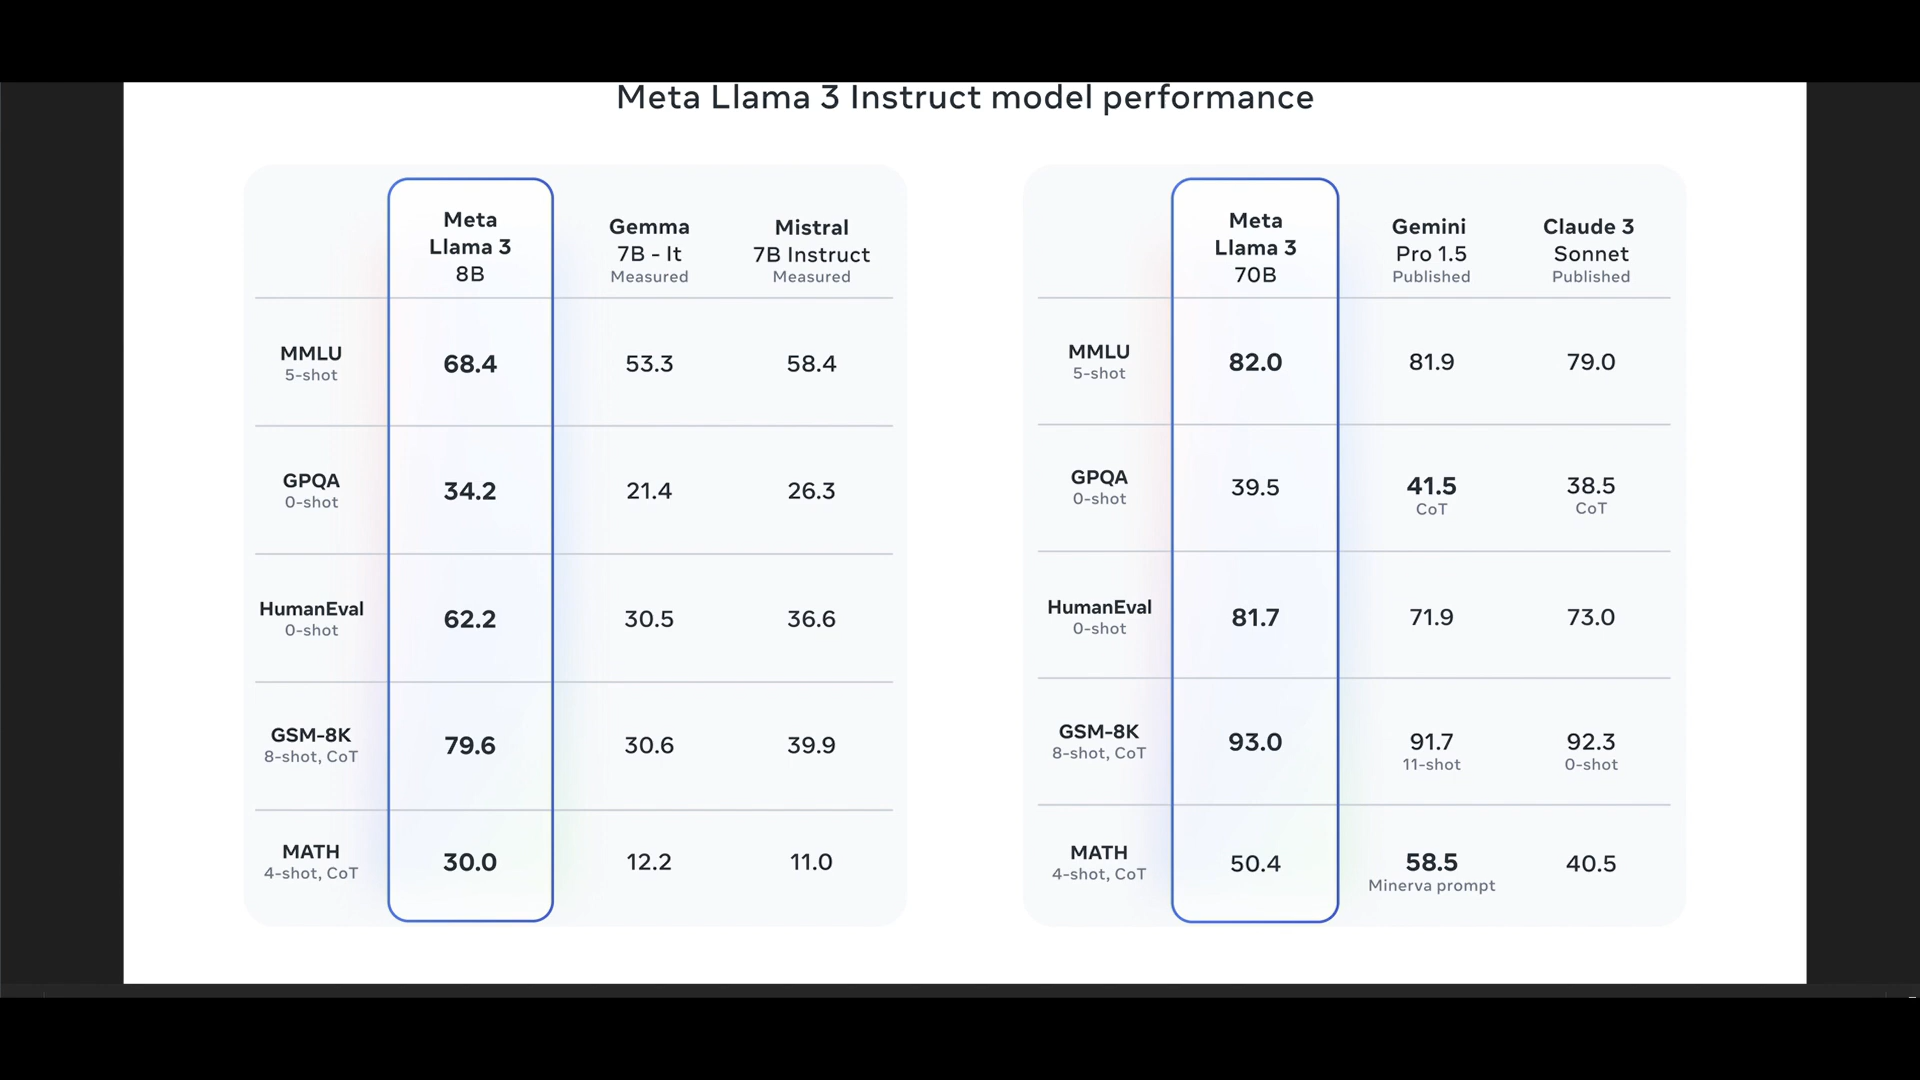 Meta Llama 3 Instruct model performance
Meta
Llama 3
8B
Gemma
7B - It
Measured
Mistral
7B Instruct
Measured
MMLU
5-shot
68.4
53.3
58.4
GPQA
0-shot
34.2
21.4
26.3
HumanEval
0-shot
62.2
30.5
36.6
GSM-8K
8-shot, CoT
79.6
30.6
39.9
MATH
4-shot, CoT
30.0
12.2
11.0
Meta
Llama 3
70B
Gemini
Pro 1.5
Published
Claude 3
Sonnet
Published
MMLU
5-shot
82.0
81.9
79.0
GPQA
0-shot
39.5
41.5
CoT
38.5
CoT
HumanEval
0-shot
81.7
71.9
73.0
GSM-8K
8-shot, CoT
93.0
91.7
11-shot
92.3
0-shot
MATH
4-shot, CoT
50.4
58.5
Minerva prompt
40.5